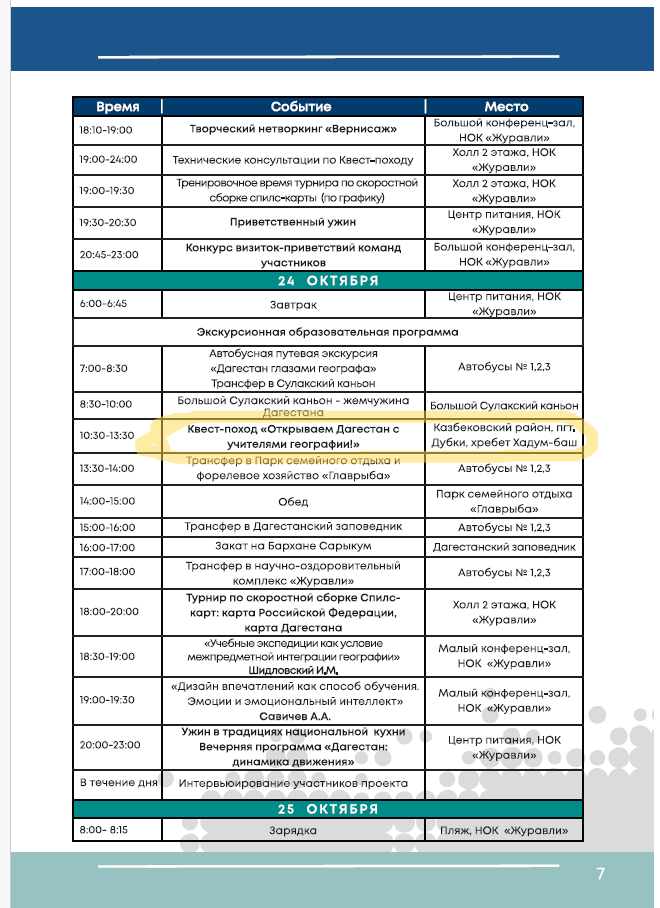 Время | Событие | Место
18:10-19:00 Творческий нетворкинг «Вернисаж» Большой конференц-зал,
НОК «Журавли»
19:00-24:00 Технические консультации по Квест-походу Холл 2 этажа, НОК
«Журавли»
19:00-19:30 Тренировочное время турнира по скоростной Холл 2 этажа, НОК
сборке спилс-карты (по графику) «Журавли»
19:30-20:30 Приветственный ужин Центр питания, НОК
«Журавли»
20:45-23:00 Конкурс визиток-приветствий команд Большой конференц-зал,
участников НОК «Журавли»
24 ОКТЯБРЯ
6:00-6:45 Завтрак Центр питания, НОК
«Журавли»
Экскурсионная образовательная программа
7:00-8:30 Автобусная путевая экскурсия Автобусы № 1,2,3
«Дагестан глазами географа»
Трансфер в Сулакский каньон
8:30-10:00 Большой Сулакский каньон - жемчужина Большой Сулакский каньон
Дагестана
10:30-13:30 Квест-поход «Открываем Дагестан с Казбековский район, пгт.
учителями географии!» Дубки, хребет Хадум-баш
13:30-14:00 Трансфер в Парк семейного отдыха и Автобусы № 1,2,3
форелевое хозяйство «Главрыба»
14:00-15:00 Обед Парк семейного отдыха
«Главрыба»
15:00-16:00 Трансфер в Дагестанский заповедник Автобусы № 1,2,3
16:00-17:00 Закат на Бархане Сарыкум Дагестанский заповедник
17:00-18:00 Трансфер в научно-оздоровительный Автобусы № 1,2,3
комплекс «Журавли»
18:00-20:00 Турнир по скоростной сборке Спилс- Холл 2 этажа, НОК
карт: карта Российской Федерации, «Журавли»
карта Дагестана
18:30-19:00 «Учебные экспедиции как условие Малый конференц-зал,
межпредметной интеграции географии» НОК «Журавли»
Шидловский И.М.
19:00-19:30 «Дизайн впечатлений как способ обучения. Малый конференц-зал,
Эмоции и эмоциональный интеллект» НОК «Журавли»
Савичев А.А.
20:00-23:00 Ужин в традициях национальной кухни Центр питания, НОК
Вечерняя программа «Дагестан: «Журавли»
динамика движения»
В течение дня Интервьюирование участников проекта
25 ОКТЯБРЯ
8:00- 8:15 Зарядка Пляж, НОК «Журавли»
7